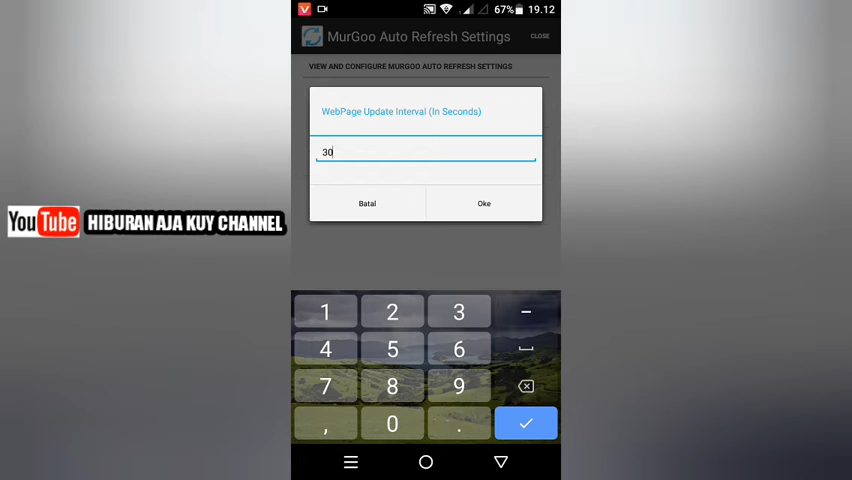 67% 19.12
MurGoo Auto Refresh Settings CLOSE
VIEW AND CONFIGURE MURGOO AUTO REFRESH SETTINGS
WebPage Update Interval (In Seconds)
30
Batal Oke
YouTube HIBURAN AJA KUY CHANNEL
1 2 3 -
4 5 6
7 8 9
, 0 .